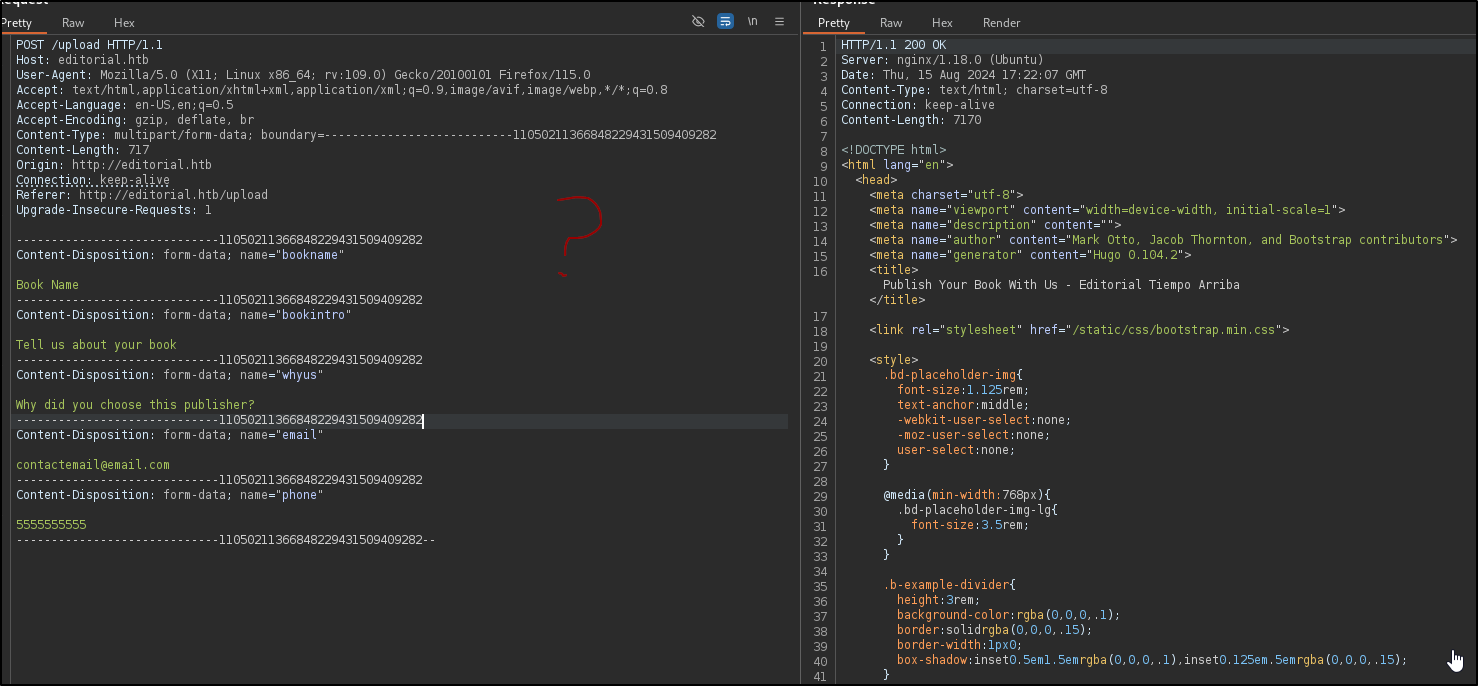 Request
Pretty Raw Hex \n
POST /upload HTTP/1.1
Host: editorial.htb
User-Agent: Mozilla/5.0 (X11; Linux x86_64; rv:109.0) Gecko/20100101 Firefox/115.0
Accept: text/html,application/xhtml+xml,application/xml;q=0.9,image/avif,image/webp,*/*;q=0.8
Accept-Language: en-US,en;q=0.5
Accept-Encoding: gzip, deflate, br
Content-Type: multipart/form-data; boundary=---------------------------110502113668482294315094​09282
Content-Length: 717
Origin: http://editorial.htb
Connection: keep-alive
Referer: http://editorial.htb/upload
Upgrade-Insecure-Requests: 1
?
-----------------------------11050211366848229431509409282
Content-Disposition: form-data; name="bookname"
Book Name
-----------------------------11050211366848229431509409282
Content-Disposition: form-data; name="bookintro"
Tell us about your book
-----------------------------11050211366848229431509409282
Content-Disposition: form-data; name="whyus"
Why did you choose this publisher?
-----------------------------11050211366848229431509409282
Content-Disposition: form-data; name="email"
contactemail@email.com
-----------------------------11050211366848229431509409282
Content-Disposition: form-data; name="phone"
5555555555
-----------------------------11050211366848229431509409282--
Response
Pretty Raw Hex Render
1 HTTP/1.1 200 OK
2 Server: nginx/1.18.0 (Ubuntu)
3 Date: Thu, 15 Aug 2024 17:22:07 GMT
4 Content-Type: text/html; charset=utf-8
5 Connection: keep-alive
6 Content-Length: 7170
7
8 <!DOCTYPE html>
9 <html lang="en">
10 <head>
11 <meta charset="utf-8">
12 <meta name="viewport" content="width=device-width, initial-scale=1">
13 <meta name="description" content="">
14 <meta name="author" content="Mark Otto, Jacob Thornton, and Bootstrap contributors">
15 <meta name="generator" content="Hugo 0.104.2">
16 <title>
Publish Your Book With Us - Editorial Tiempo Arriba
</title>
17
18 <link rel="stylesheet" href="/static/css/bootstrap.min.css">
19
20 <style>
21 .bd-placeholder-img{
22 font-size:1.125rem;
23 text-anchor:middle;
24 -webkit-user-select:none;
25 -moz-user-select:none;
26 user-select:none;
27 }
28
29 @media(min-width:768px){
30 .bd-placeholder-img-lg{
31 font-size:3.5rem;
32 }
33 }
34
35 .b-example-divider{
36 height:3rem;
37 background-color:rgba(0,0,0,.1);
38 border:solidrgba(0,0,0,.15);
39 border-width:1px0;
40 box-shadow:inset0.5em1.5emrgba(0,0,0,.1),inset0.125em.5emrgba(0,0,0,.15);
41 }